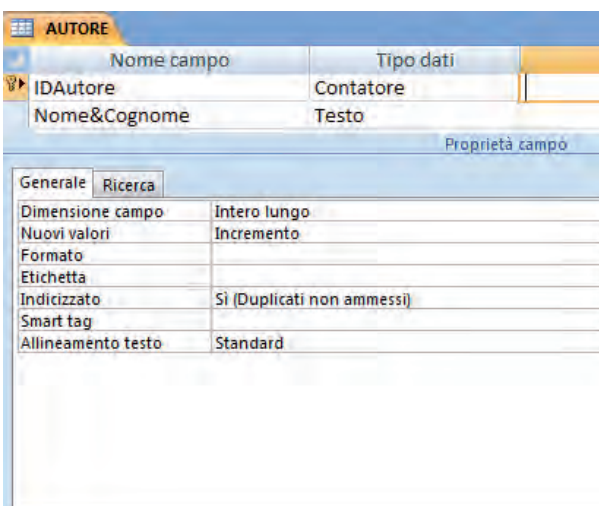 AUTORE
Nome campo Tipo dati
IDAutore Contatore
Nome&Cognome Testo
Proprietà campo
Generale Ricerca
Dimensione campo Intero lungo
Nuovi valori Incremento
Formato
Etichetta
Indicizzato Sì (Duplicati non ammessi)
Smart tag
Allineamento testo Standard